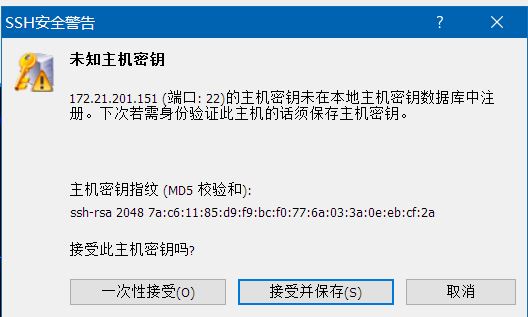 SSH安全警告
未知主机密钥
172.21.201.151 (端口: 22)的主机密钥未在本地主机密钥数据库中注
册。下次若需身份验证此主机的话须保存主机密钥。
主机密钥指纹 (MD5 校验和):
ssh-rsa 2048 7a:c6:11:85:d9:f9:bc:f0:77:6a:03:3a:0e:eb:cf:2a
接受此主机密钥吗?
一次性接受(O) 接受并保存(S) 取消